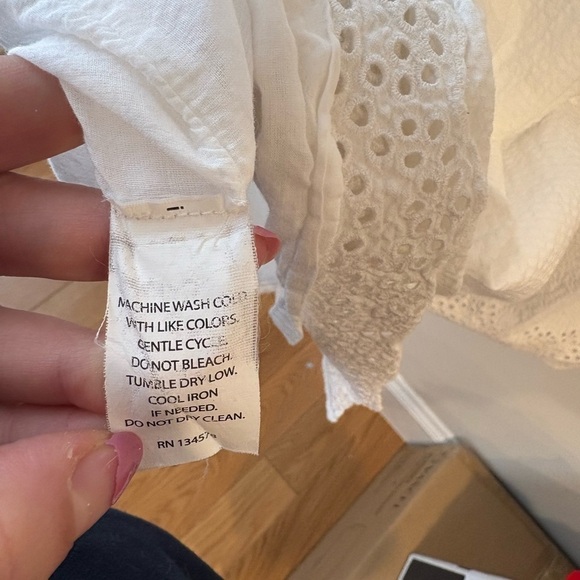 MACHINE WASH COLD
WITH LIKE COLORS.
GENTLE CYCLE.
DO NOT BLEACH.
TUMBLE DRY LOW.
COOL IRON
IF NEEDED.
DO NOT DRY CLEAN.
RN